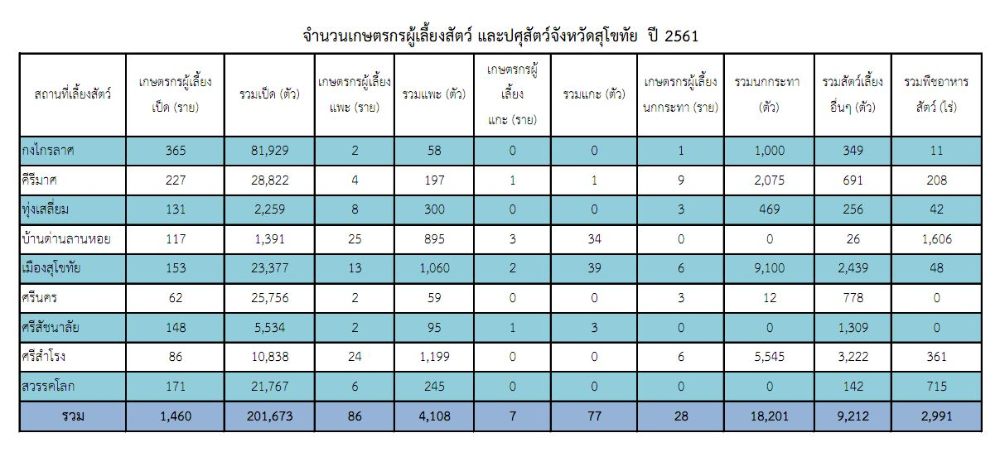 จำนวนเกษตรกรผู้เลี้ยงสัตว์ และปศุสัตว์จังหวัดสุโขทัย ปี 2561
สถานที่เลี้ยงสัตว์ เกษตรกรผู้เลี้ยงเป็ด (ราย) รวมเป็ด (ตัว) เกษตรกรผู้เลี้ยงแพะ (ราย) รวมแพะ (ตัว) เกษตรกรผู้เลี้ยงแกะ (ราย) รวมแกะ (ตัว) เกษตรกรผู้เลี้ยงนกกระทา (ราย) รวมนกกระทา (ตัว) รวมสัตว์เลี้ยงอื่นๆ (ตัว) รวมพืชอาหารสัตว์ (ไร่)
กงไกรลาศ 365 81,929 2 58 0 0 1 1,000 349 11
คีรีมาศ 227 28,822 4 197 1 1 9 2,075 691 208
ทุ่งเสลี่ยม 131 2,259 8 300 0 0 3 469 256 42
บ้านด่านลานหอย 117 1,391 25 895 3 34 0 0 26 1,606
เมืองสุโขทัย 153 23,377 13 1,060 2 39 6 9,100 2,439 48
ศรีนคร 62 25,756 2 59 0 0 3 12 778 0
ศรีสัชนาลัย 148 5,534 2 95 1 3 0 0 1,309 0
ศรีสำโรง 86 10,838 24 1,199 0 0 6 5,545 3,222 361
สวรรคโลก 171 21,767 6 245 0 0 0 0 142 715
รวม 1,460 201,673 86 4,108 7 77 28 18,201 9,212 2,991